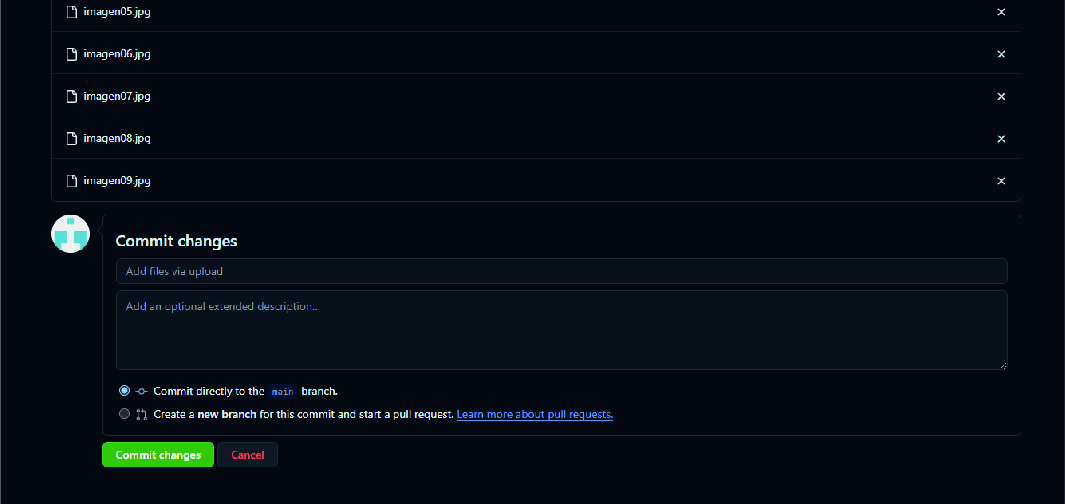 imagen05.jpg
imagen06.jpg
imagen07.jpg
imagen08.jpg
imagen09.jpg
Commit changes
Add files via upload
Add an optional extended description...
Commit directly to the main branch.
Create a new branch for this commit and start a pull request. Learn more about pull requests.
Commit changes Cancel